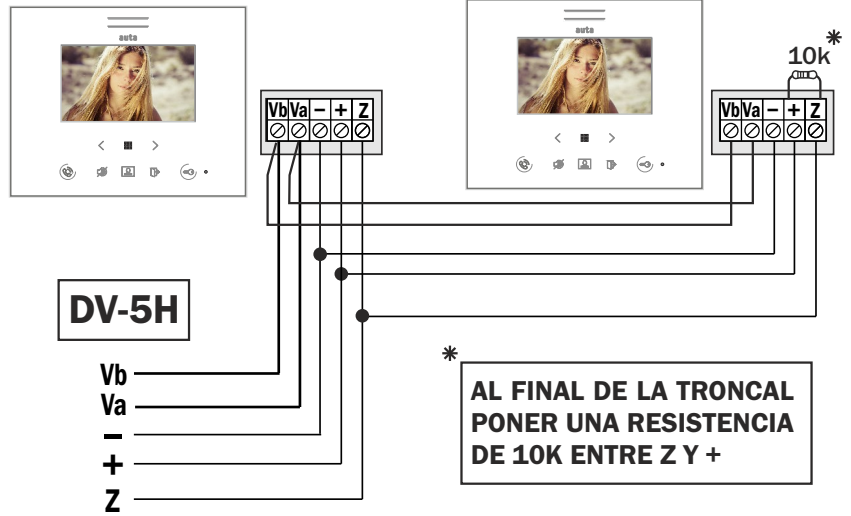 auta
auta
10k*
Vb Va – + Z
Vb Va – + Z
DV-5H
Vb
Va
–
+
Z
*
AL FINAL DE LA TRONCAL
PONER UNA RESISTENCIA
DE 10K ENTRE Z Y +